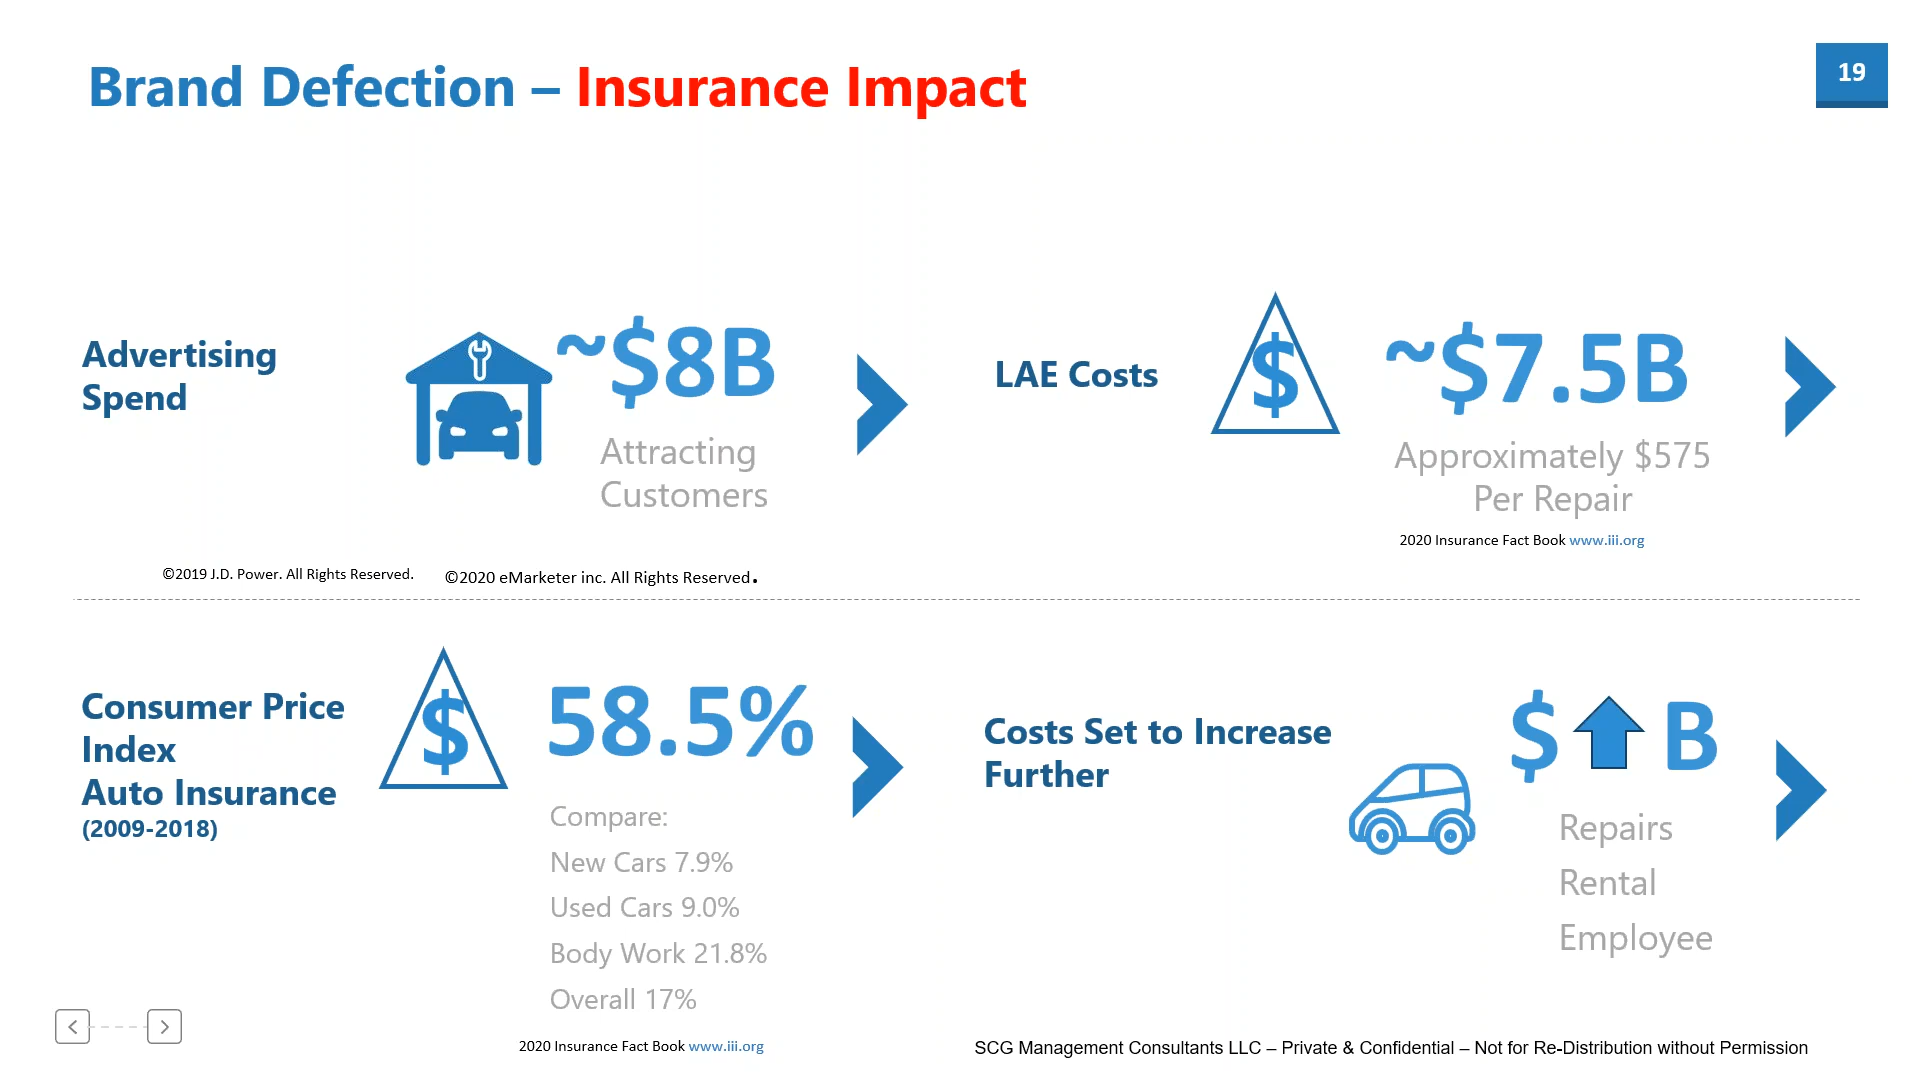 Brand Defection – Insurance Impact
19
Advertising
Spend
~$8B
Attracting
Customers
©2019 J.D. Power. All Rights Reserved.
©2020 eMarketer inc. All Rights Reserved.
LAE Costs
$
~$7.5B
Approximately $575
Per Repair
2020 Insurance Fact Book www.iii.org
Consumer Price
Index
Auto Insurance
(2009-2018)
$
58.5%
Compare:
New Cars 7.9%
Used Cars 9.0%
Body Work 21.8%
Overall 17%
2020 Insurance Fact Book www.iii.org
Costs Set to Increase
Further
$ B
Repairs
Rental
Employee
SCG Management Consultants LLC – Private & Confidential – Not for Re-Distribution without Permission